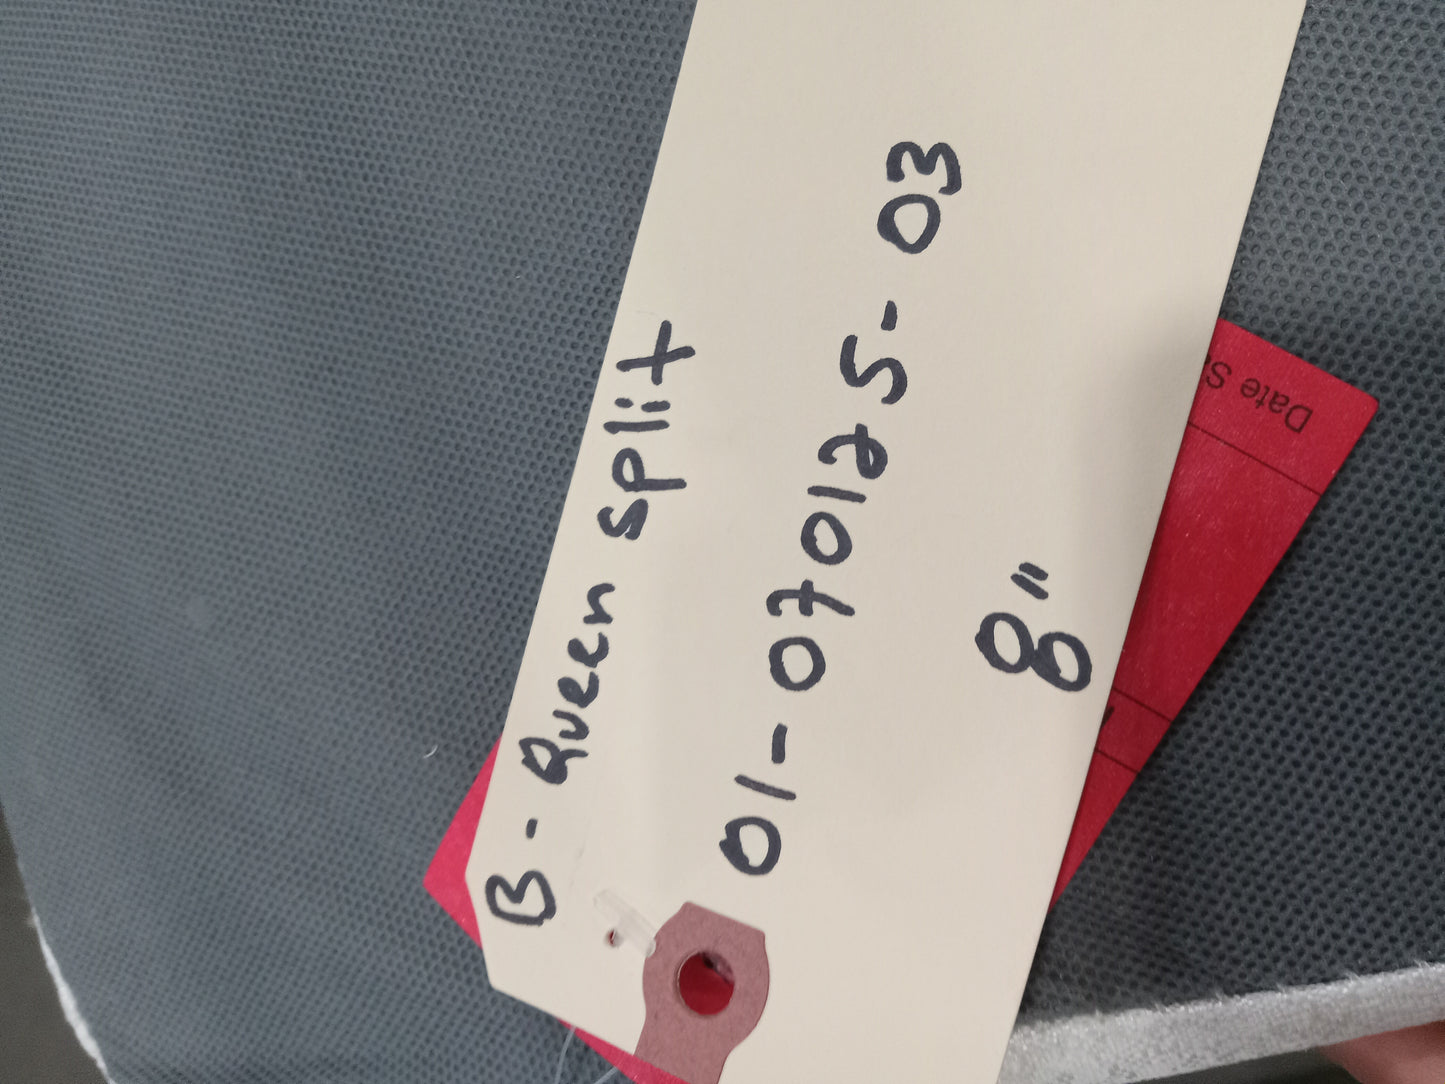 B - Queen split
01-070125-03
8"
Date